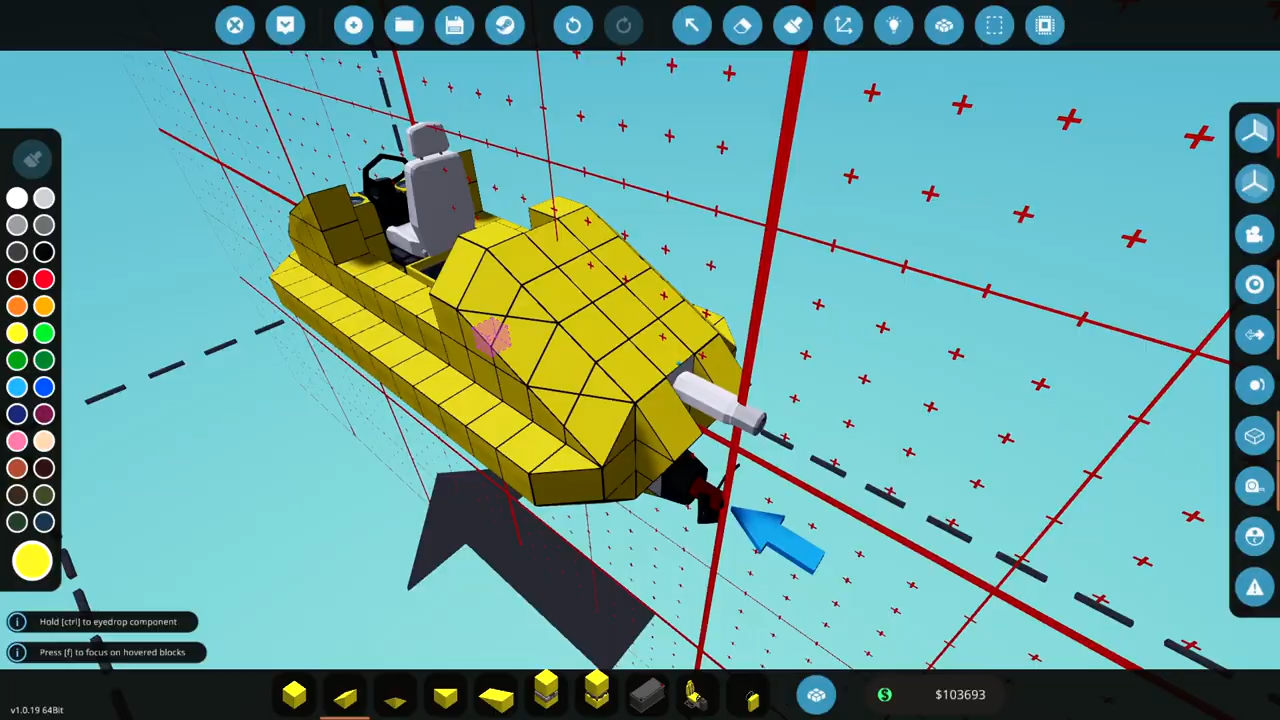 Hold [ctrl] to eyedrop component
Press [f] to focus on hovered blocks
$ $103693
v1.0.19 64Bit